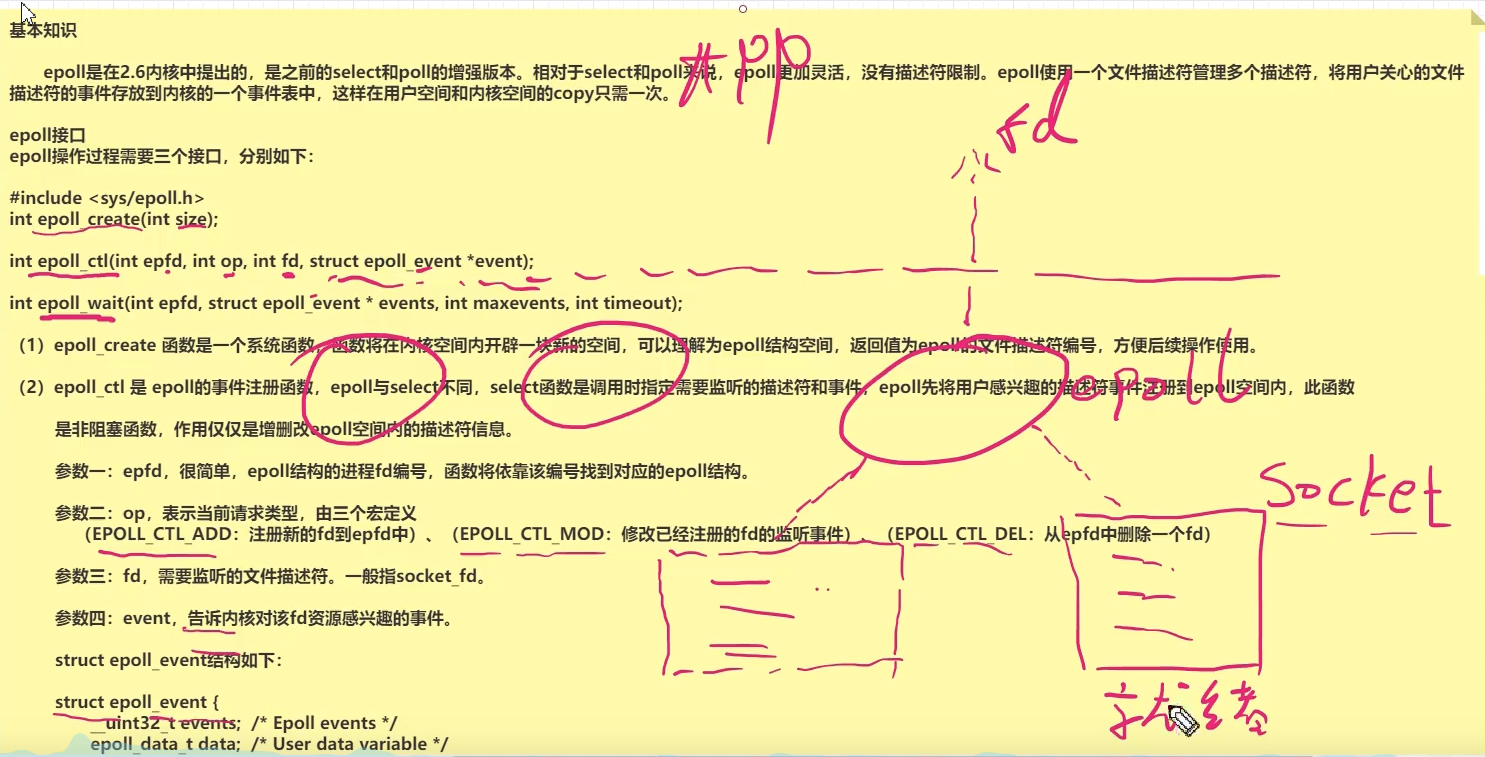 基本知识
epoll是在2.6内核中提出的，是之前的select和poll的增强版本。相对于select和poll来说，epoll更加灵活，没有描述符限制。epoll使用一个文件描述符管理多个描述符，将用户关心的文件
描述符的事件存放到内核的一个事件表中，这样在用户空间和内核空间的copy只需一次。
fd
epoll接口
epoll操作过程需要三个接口，分别如下：
#include <sys/epoll.h>
int epoll_create(int size);
int epoll_ctl(int epfd, int op, int fd, struct epoll_event *event);
int epoll_wait(int epfd, struct epoll_event * events, int maxevents, int timeout);
（1）epoll_create 函数是一个系统函数，函数将在内核空间内开辟一块新的空间，可以理解为epoll结构空间，返回值为epoll的文件描述符编号，方便后续操作使用。
（2）epoll_ctl 是 epoll的事件注册函数，epoll与select不同，select函数是调用时指定需要监听的描述符和事件，epoll先将用户感兴趣的描述符事件注册到epoll空间内，此函数
epoll
是非阻塞函数，作用仅仅是增删改epoll空间内的描述符信息。
参数一：epfd，很简单，epoll结构的进程fd编号，函数将依靠该编号找到对应的epoll结构。
socket
参数二：op，表示当前请求类型，由三个宏定义
（EPOLL_CTL_ADD：注册新的fd到epfd中）、（EPOLL_CTL_MOD：修改已经注册的fd的监听事件）、（EPOLL_CTL_DEL：从epfd中删除一个fd）
参数三：fd，需要监听的文件描述符。一般指socket_fd。
参数四：event，告诉内核对该fd资源感兴趣的事件。
struct epoll_event结构如下：
struct epoll_event {
__uint32_t events; /* Epoll events */
epoll_data_t data; /* User data variable */